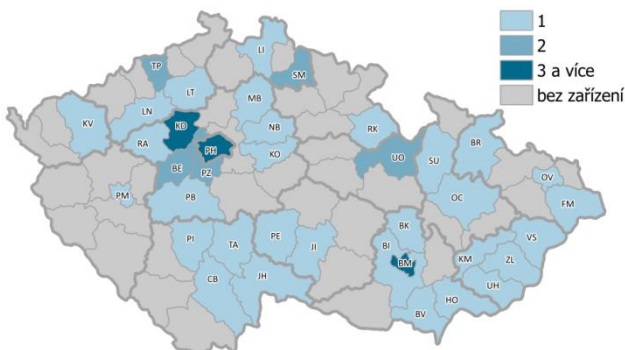 1
2
3 a více
bez zařízení
LI
TP
SM
LT
MB
KV
LN
KD
NB
RK
BR
RA
PH
KO
UO
SU
BE
PZ
OV
PM
PB
OC
FM
BK
PI
TA
PE
JI
BI
VS
BM
KM
ZL
CB
JH
UH
HO
BV